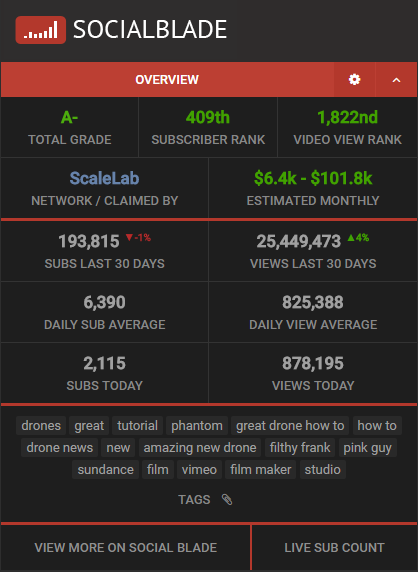 SOCIALBLADE
OVERVIEW
A- 409th 1,822nd
TOTAL GRADE SUBSCRIBER RANK VIDEO VIEW RANK
ScaleLab $6.4k - $101.8k
NETWORK / CLAIMED BY ESTIMATED MONTHLY
193,815 ▼-1% 25,449,473 ▲4%
SUBS LAST 30 DAYS VIEWS LAST 30 DAYS
6,390 825,388
DAILY SUB AVERAGE DAILY VIEW AVERAGE
2,115 878,195
SUBS TODAY VIEWS TODAY
drones great tutorial phantom great drone how to how to
drone news new amazing new drone filthy frank pink guy
sundance film vimeo film maker studio
TAGS
VIEW MORE ON SOCIAL BLADE LIVE SUB COUNT